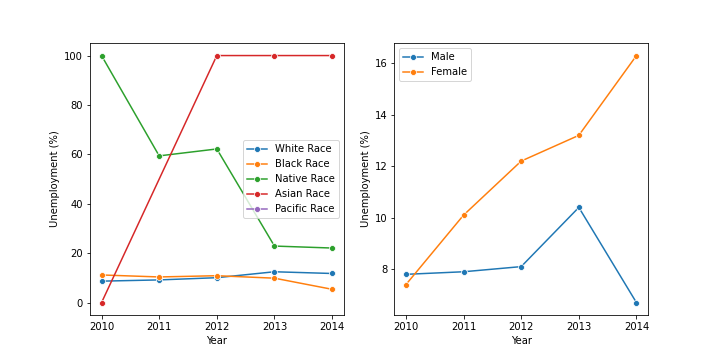 100
80
60
40
20
0
Unemployment (%)
2010 2011 2012 2013 2014
Year
White Race
Black Race
Native Race
Asian Race
Pacific Race
16
14
12
10
8
Unemployment (%)
2010 2011 2012 2013 2014
Year
Male
Female